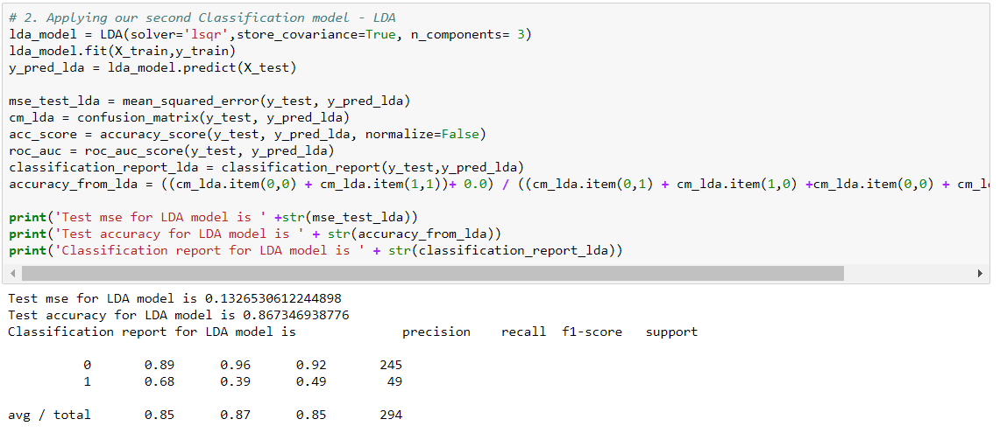 # 2. Applying our second Classification model - LDA
lda_model = LDA(solver='lsqr',store_covariance=True, n_components= 3)
lda_model.fit(X_train,y_train)
y_pred_lda = lda_model.predict(X_test)
mse_test_lda = mean_squared_error(y_test, y_pred_lda)
cm_lda = confusion_matrix(y_test, y_pred_lda)
acc_score = accuracy_score(y_test, y_pred_lda, normalize=False)
roc_auc = roc_auc_score(y_test, y_pred_lda)
classification_report_lda = classification_report(y_test,y_pred_lda)
accuracy_from_lda = ((cm_lda.item(0,0) + cm_lda.item(1,1))+ 0.0) / ((cm_lda.item(0,1) + cm_lda.item(1,0) +cm_lda.item(0,0) +
print('Test mse for LDA model is ' +str(mse_test_lda))
print('Test accuracy for LDA model is ' + str(accuracy_from_lda))
print('Classification report for LDA model is ' + str(classification_report_lda))
Test mse for LDA model is 0.1326530612244898
Test accuracy for LDA model is 0.867346938776
Classification report for LDA model is precision recall f1-score support
0 0.89 0.96 0.92 245
1 0.68 0.39 0.49 49
avg / total 0.85 0.87 0.85 294